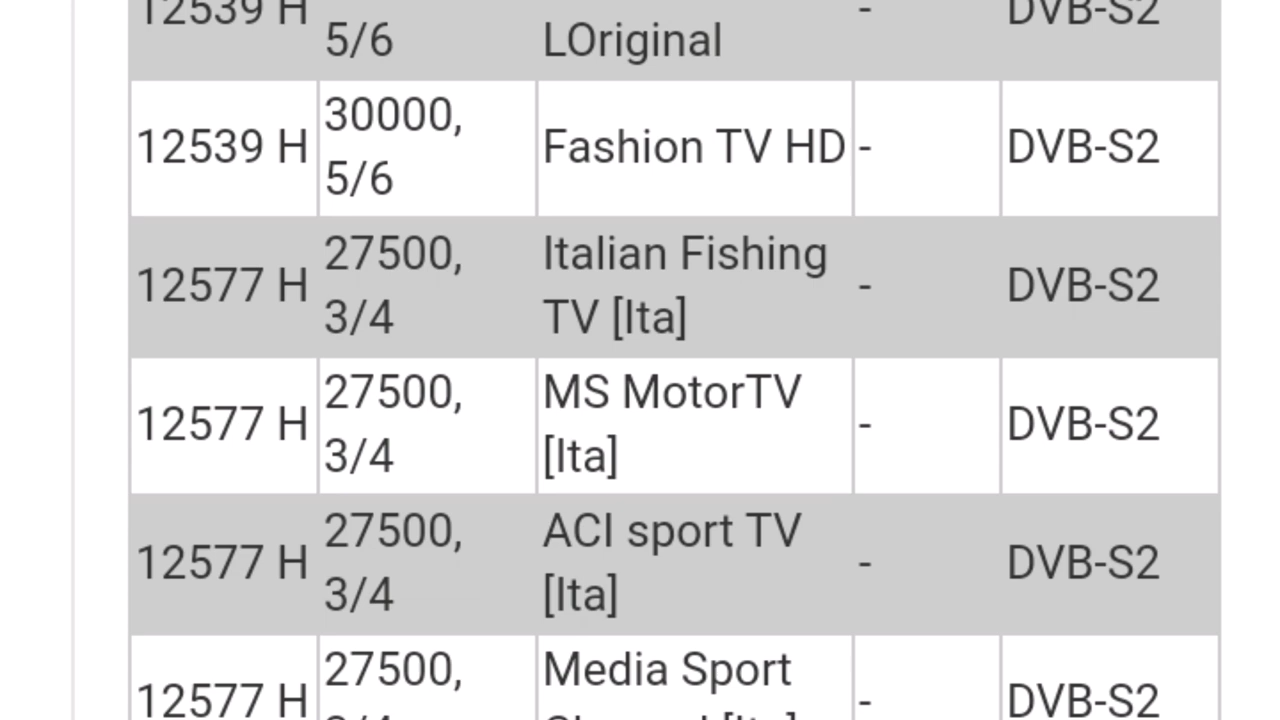 12539 H
5/6
LOriginal
-
DVB-S2
12539 H
30000,
5/6
Fashion TV HD
-
DVB-S2
12577 H
27500,
3/4
Italian Fishing
TV [Ita]
-
DVB-S2
12577 H
27500,
3/4
MS MotorTV
[Ita]
-
DVB-S2
12577 H
27500,
3/4
ACI sport TV
[Ita]
-
DVB-S2
12577 H
27500,
Media Sport
-
DVB-S2